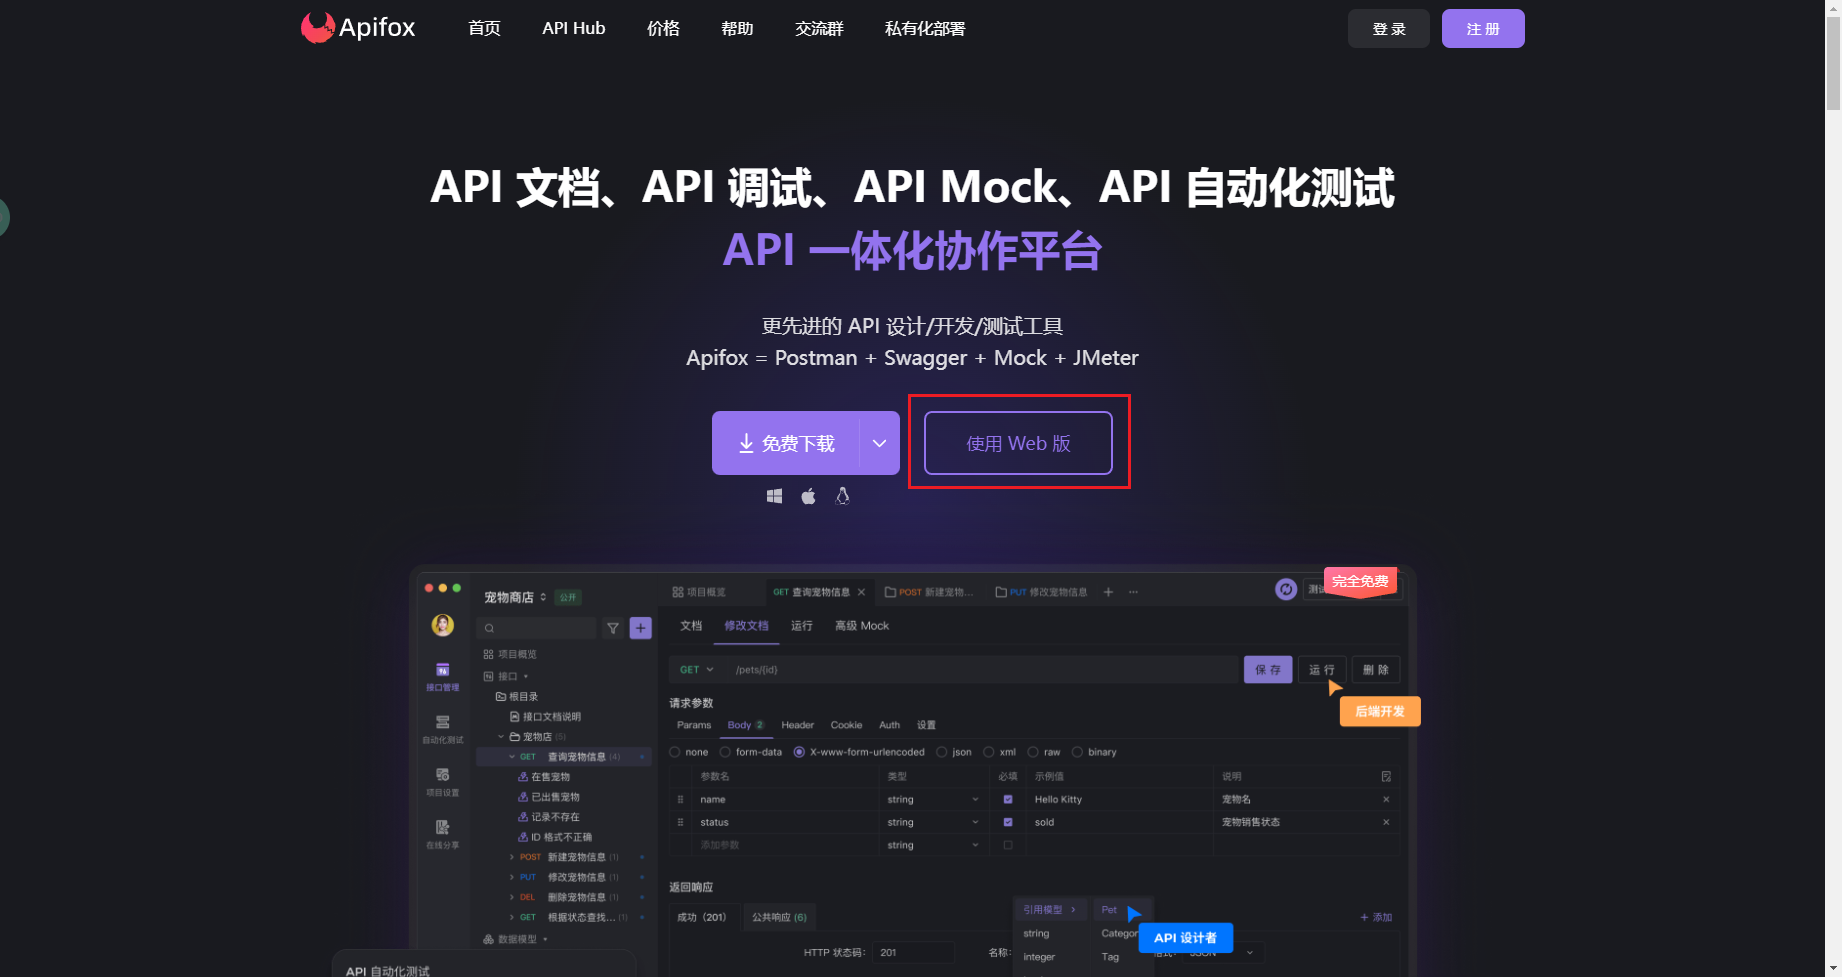 Apifox 首页 API Hub 价格 帮助 交流群 私有化部署 登 录 注 册
API 文档、API 调试、API Mock、API 自动化测试
API 一体化协作平台
更先进的 API 设计/开发/测试工具
Apifox = Postman + Swagger + Mock + JMeter
免费下载 使用 Web 版
完全免费
宠物商店 公开
项目概览 GET 查询宠物信息 POST 新建宠物... PUT 修改宠物信息 + ...
文档 修改文档 运行 高级 Mock
项目概览
接口
根目录
接口文档说明
宠物店 (5)
GET 查询宠物信息 (4)
在售宠物
已出售宠物
记录不存在
ID 格式不正确
POST 新建宠物信息 (1)
PUT 修改宠物信息 (1)
DEL 删除宠物信息 (1)
GET 根据状态查找... (1)
数据模型
接口管理
自动化测试
项目设置
在线分享
GET /pets/{id} 保 存 运 行 删 除
后端开发
请求参数
Params Body 2 Header Cookie Auth 设置
none form-data X-www-form-urlencoded json xml raw binary
参数名 类型 必填 示例值 说明
name string Hello Kitty 宠物名
status string sold 宠物销售状态
添加参数 string
返回响应
成功（201） 公共响应 (6) + 添加
引用模型 Pet
string Categor
integer Tag
API 设计者
HTTP 状态码： 201 名称： JSON
API 自动化测试